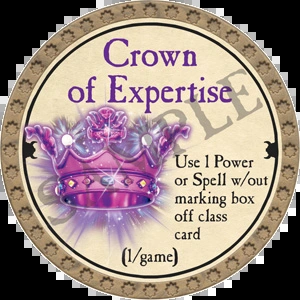 Crown
of Expertise
Use 1 Power
or Spell w/out
marking box
off class
card
(1/game)
SAMPLE